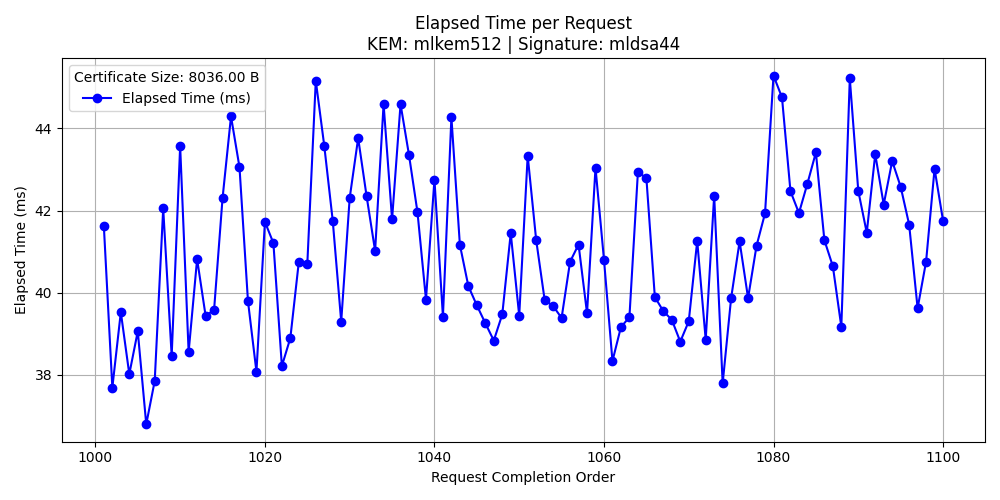 Elapsed Time per Request
KEM: mlkem512 | Signature: mldsa44
Certificate Size: 8036.00 B
Elapsed Time (ms)
Elapsed Time (ms)
44
42
40
38
1000 1020 1040 1060 1080 1100
Request Completion Order